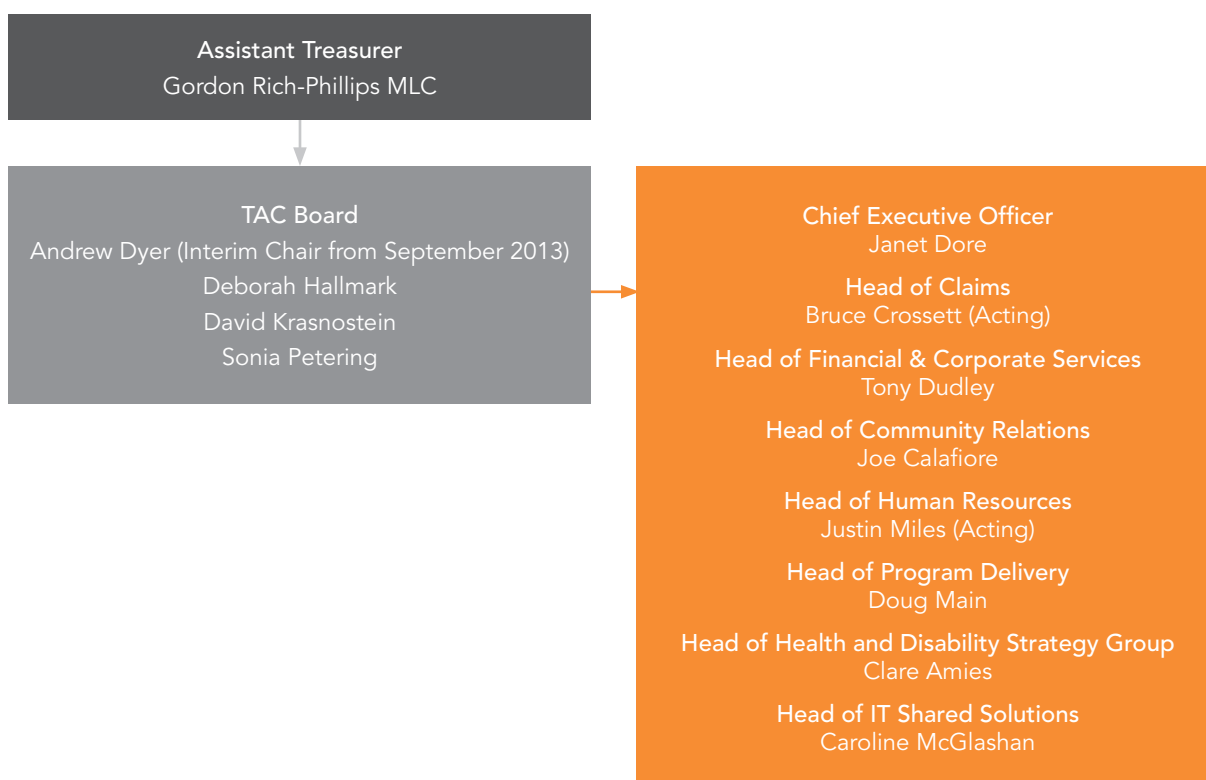 Assistant Treasurer
Gordon Rich-Phillips MLC
TAC Board
Andrew Dyer (Interim Chair from September 2013)
Deborah Hallmark
David Krasnostein
Sonia Petering
Chief Executive Officer
Janet Dore
Head of Claims
Bruce Crossett (Acting)
Head of Financial & Corporate Services
Tony Dudley
Head of Community Relations
Joe Calafiore
Head of Human Resources
Justin Miles (Acting)
Head of Program Delivery
Doug Main
Head of Health and Disability Strategy Group
Clare Amies
Head of IT Shared Solutions
Caroline McGlashan